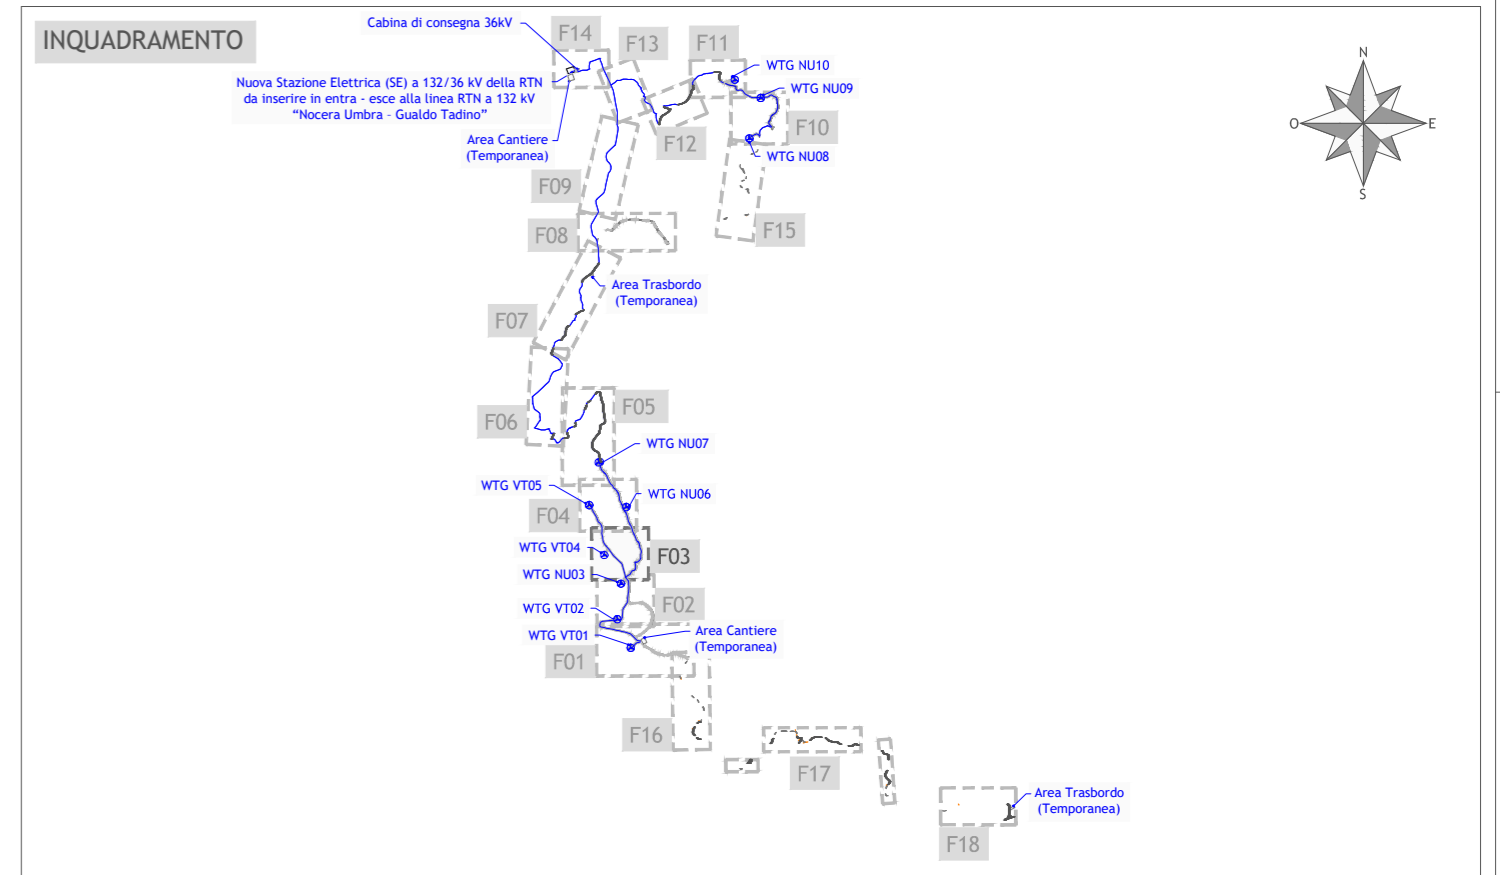 INQUADRAMENTO
Cabina di consegna 36kV
F14
F13
F11
N
WTG NU10
Nuova Stazione Elettrica (SE) a 132/36 kV della RTN
da inserire in entra - esce alla linea RTN a 132 kV
“Nocera Umbra - Gualdo Tadino”
WTG NU09
O
E
F10
Area Cantiere
(Temporanea)
F12
WTG NU08
F09
S
F08
F15
Area Trasbordo
(Temporanea)
F07
F05
F06
WTG NU07
WTG VT05
WTG NU06
F04
WTG VT04
F03
WTG NU03
WTG VT02
F02
WTG VT01
Area Cantiere
(Temporanea)
F01
F16
F17
Area Trasbordo
(Temporanea)
F18